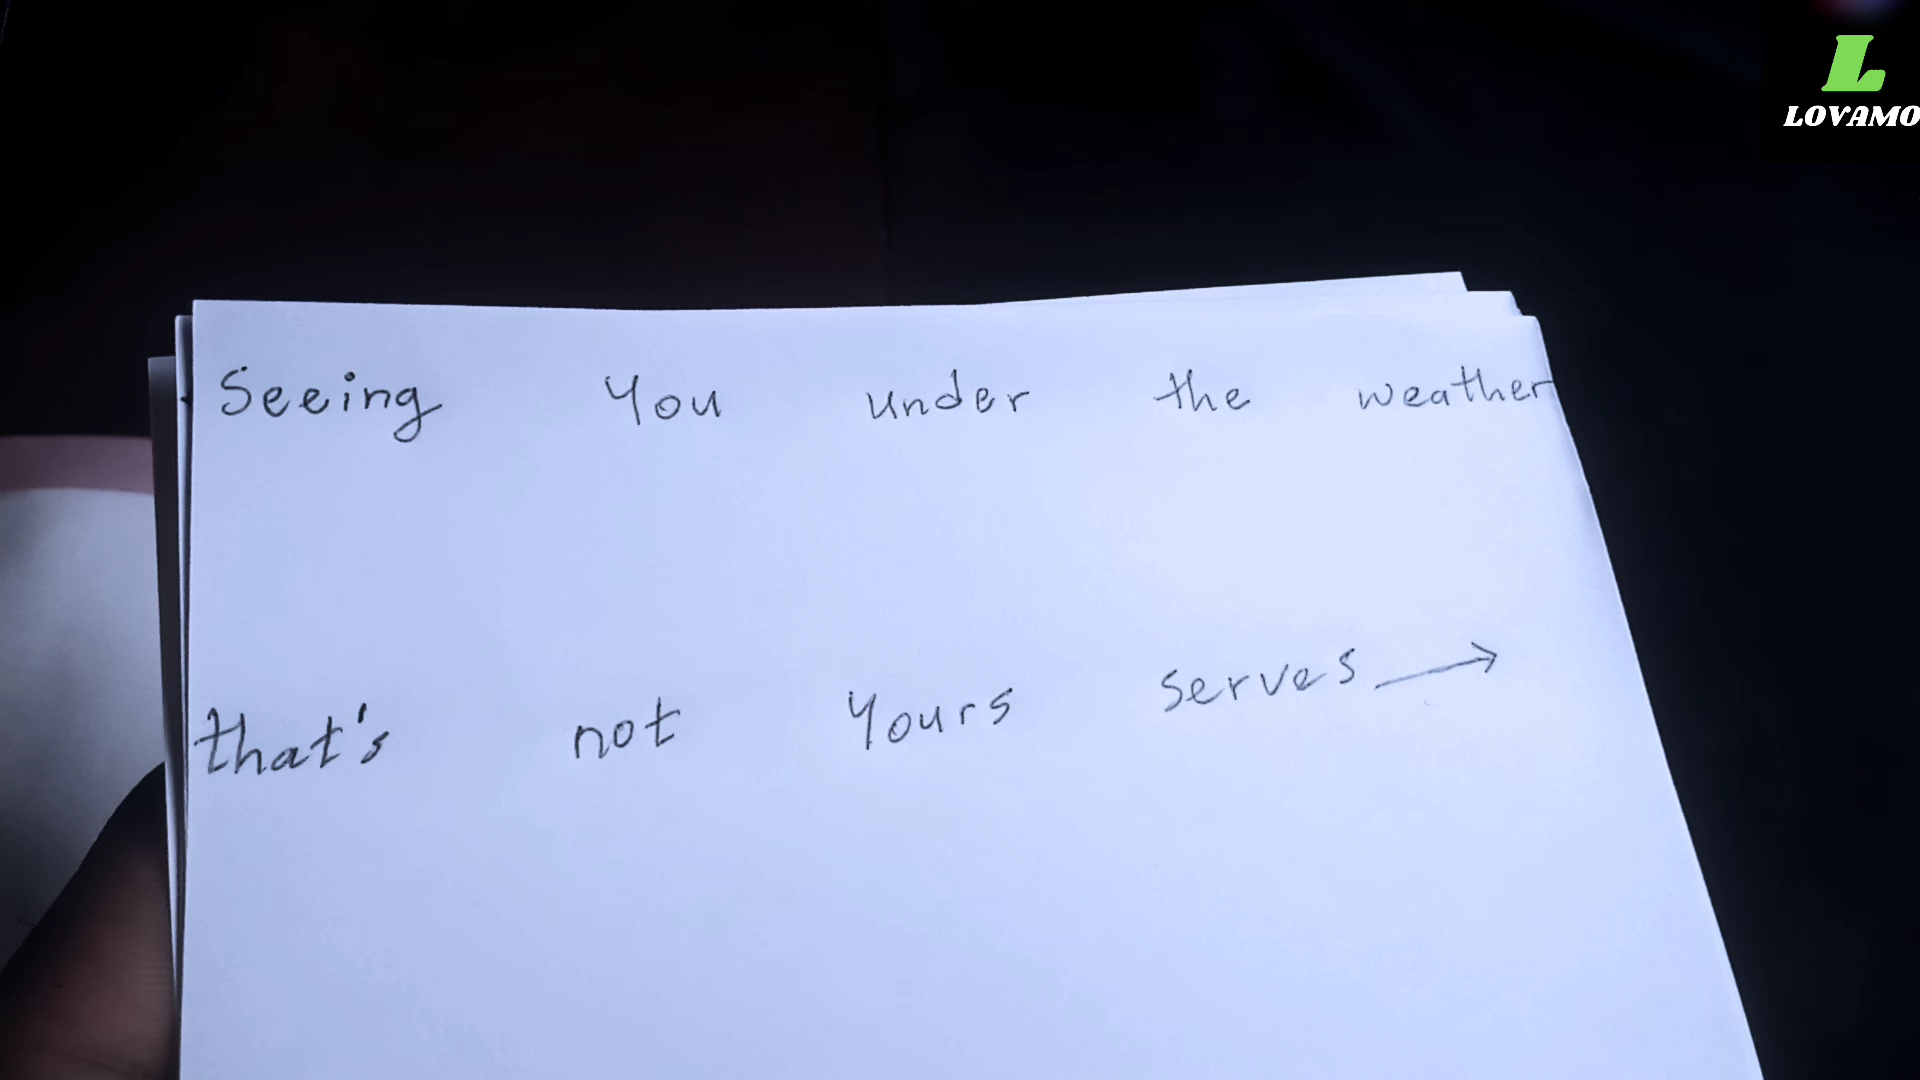 L
LOVAMO
Seeing You under the weather
that's not Yours serves →